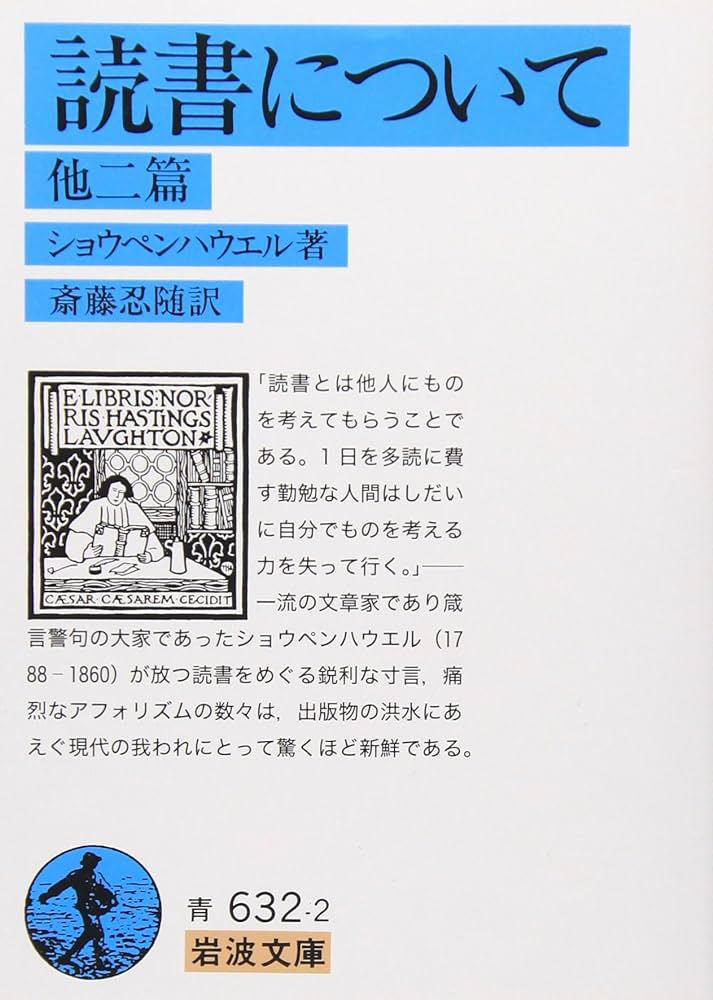 読書について
他二篇
ショウペンハウエル著
斎藤忍随訳
E·LIBRIS:NOR
RIS·HASTINGS
LAVGHTON
CÆSAR·CÆSAREM·CECIDIT
「読書とは他人にもの
を考えてもらうことで
ある。1日を多読に費
す勤勉な人間はしだい
に自分でものを考える
力を失って行く。」──
一流の文章家であり箴
言警句の大家であったショウペンハウエル（17
88－1860）が放つ読書をめぐる鋭利な寸言，痛
烈なアフォリズムの数々は，出版物の洪水にあ
えぐ現代の我われにとって驚くほど新鮮である。
青 632-2
岩波文庫